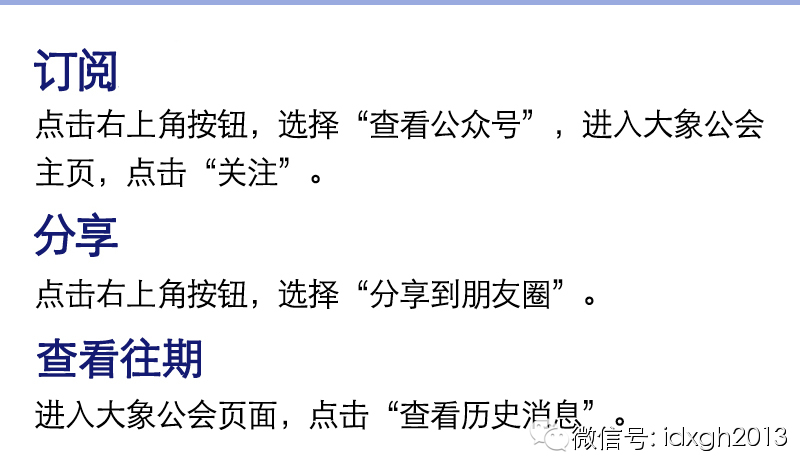 订阅
点击右上角按钮，选择“查看公众号”，进入大象公会
主页，点击“关注”。
分享
点击右上角按钮，选择“分享到朋友圈”。
查看往期
进入大象公会页面，点击“查看历史消息”。
微信号: idxgh2013